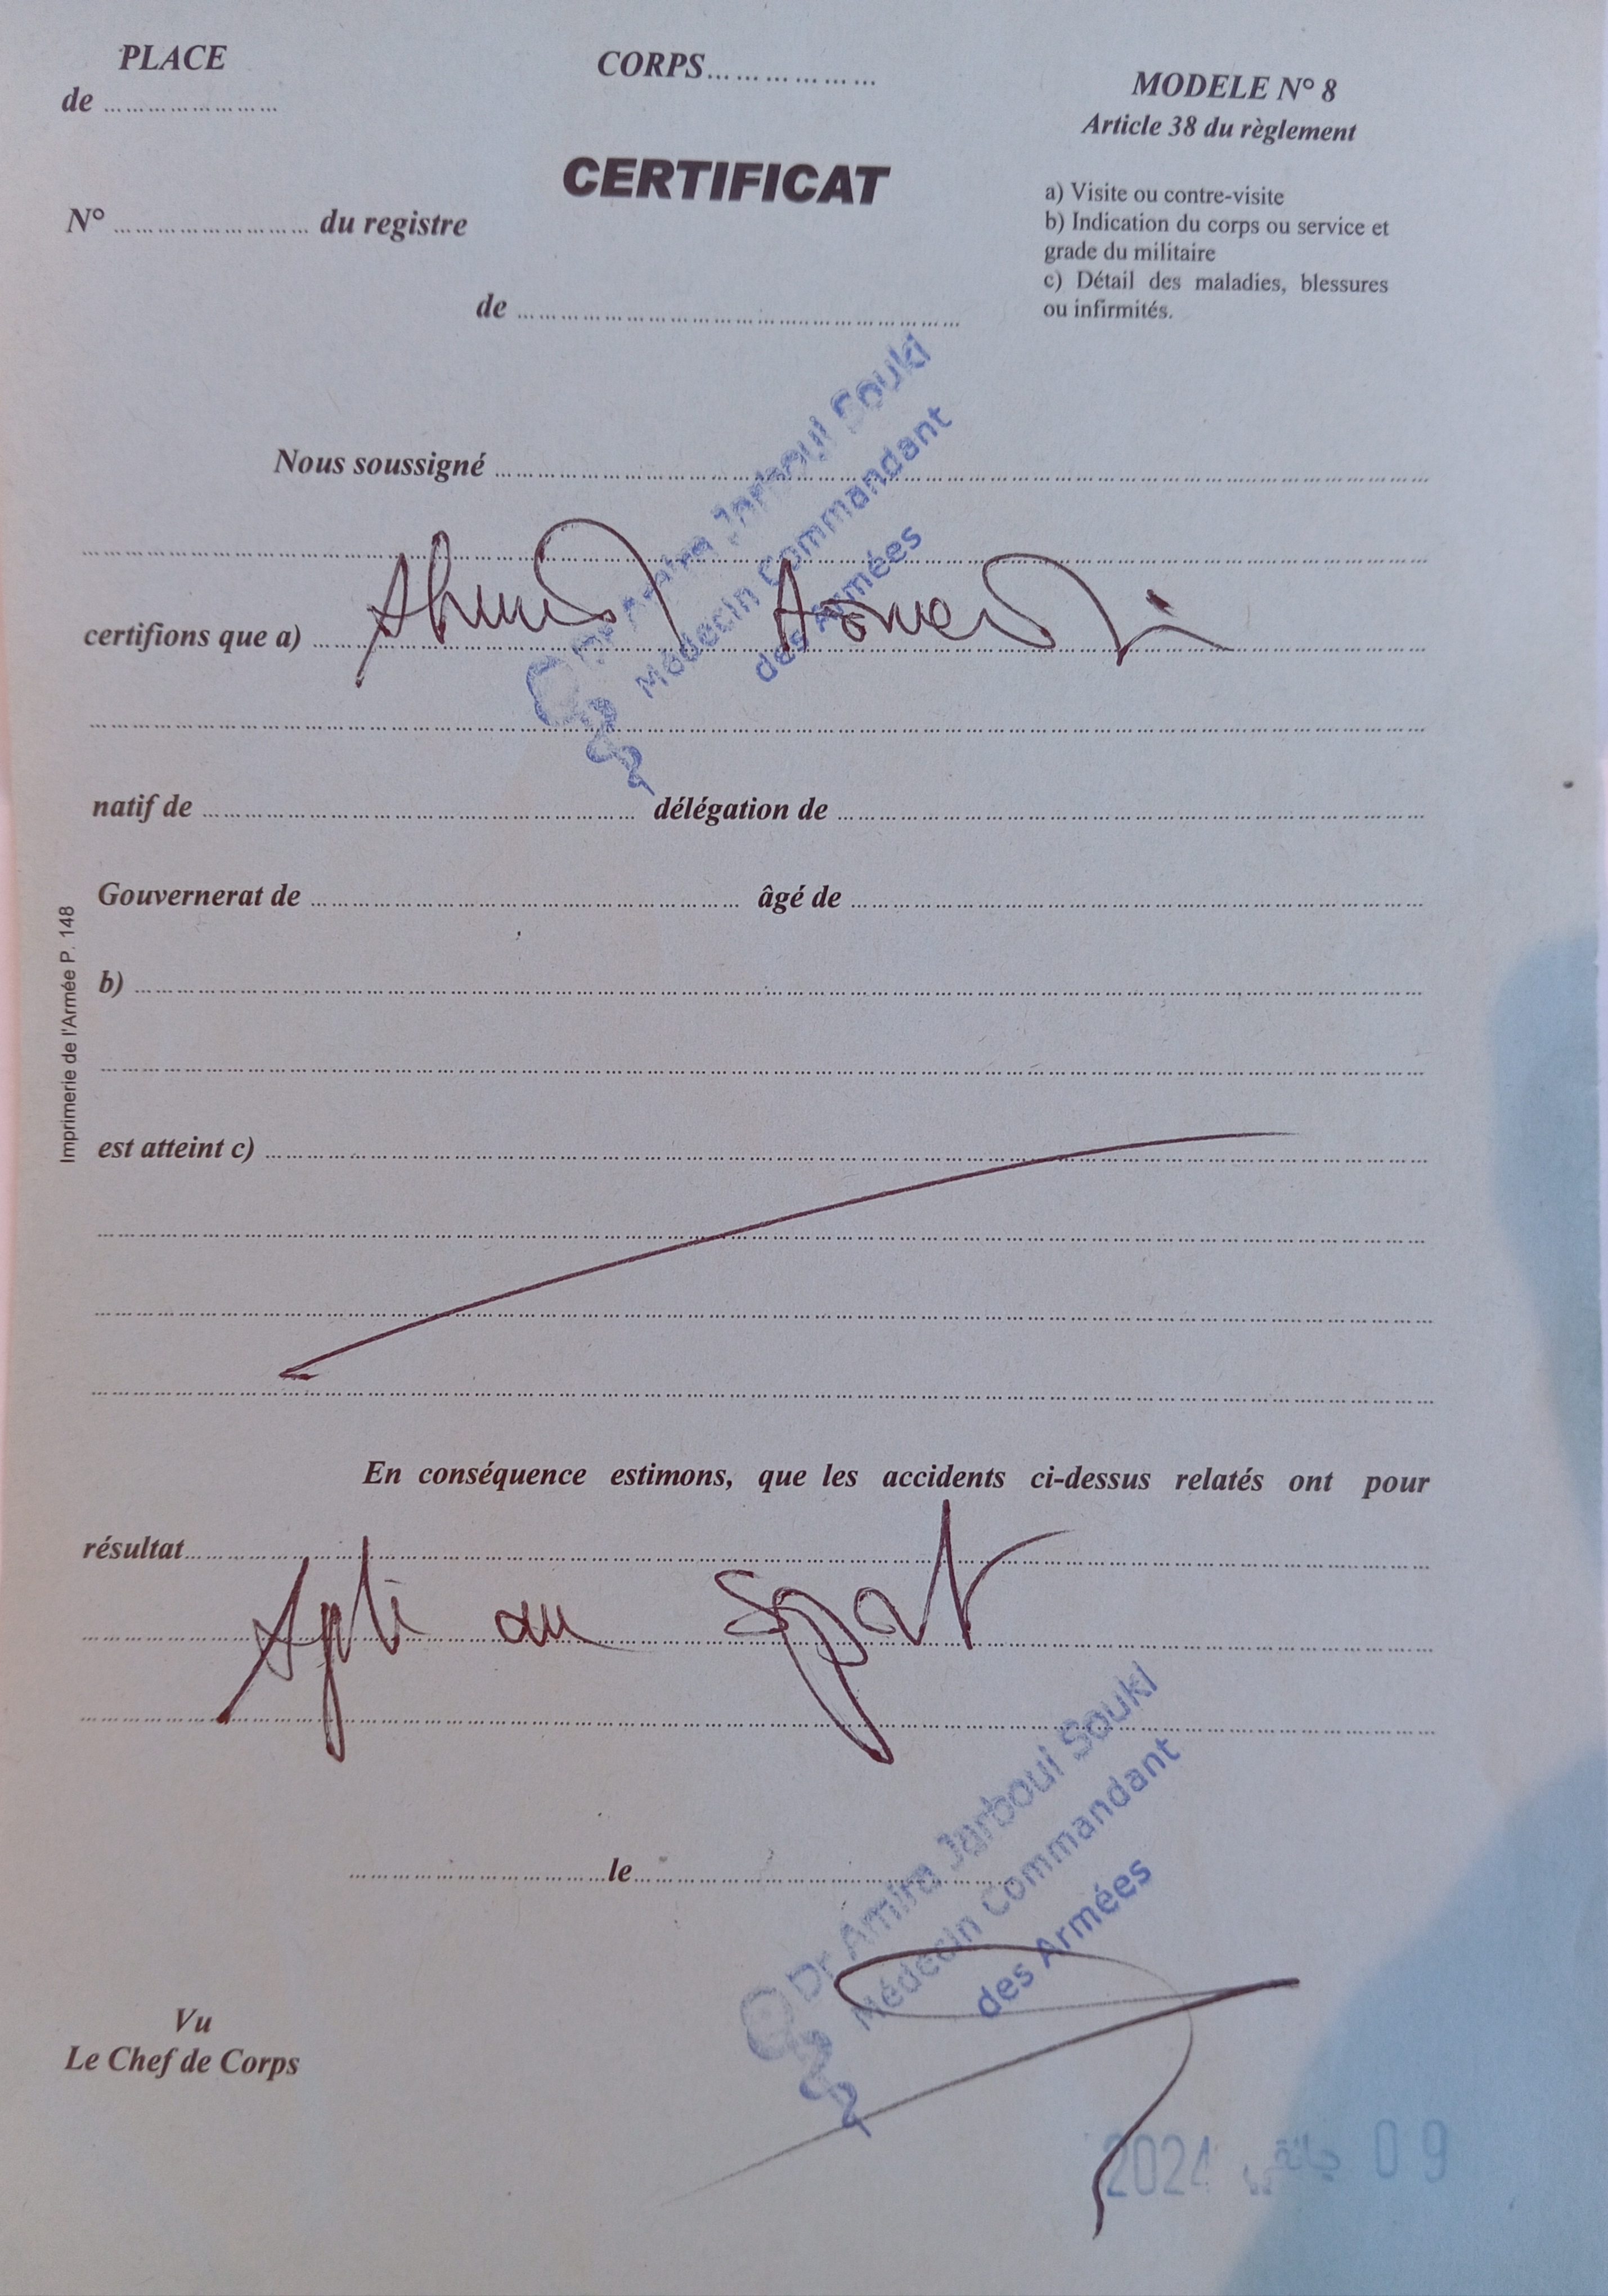 PLACE
de ........................
CORPS..................
MODELE N° 8
Article 38 du règlement
CERTIFICAT
a) Visite ou contre-visite
b) Indication du corps ou service et
grade du militaire
c) Détail des maladies, blessures
ou infirmités.
N° ........................ du registre
de ............................................................
Nous soussigné ............................................................
Dr Amira Jarboui Souki
Médecin Commandant
des Armées
certifions que a) Ahmed
natif de .................................... délégation de ....................................
Gouvernerat de .................................... âgé de ....................................
b) ............................................................
Imprimerie de l'Armée P. 148
est atteint c) ............................................................
En conséquence estimons, que les accidents ci-dessus relatés ont pour
résultat............................................................
Apte au Sport
........................le........................
Dr Amira Jarboui Souki
Médecin Commandant
des Armées
Vu
Le Chef de Corps
09 2024